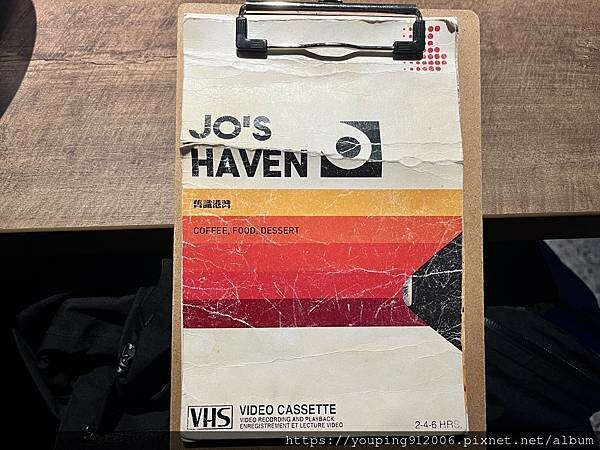 JO'S
HAVEN
舊識港灣
COFFEE, FOOD, DESSERT
VHS
VIDEO CASSETTE
VIDEO RECORDING AND PLAYBACK
ENREGISTREMENT ET LECTURE VIDEO
2-4-6 HRS.
https://youping912006.pixnet.net/album